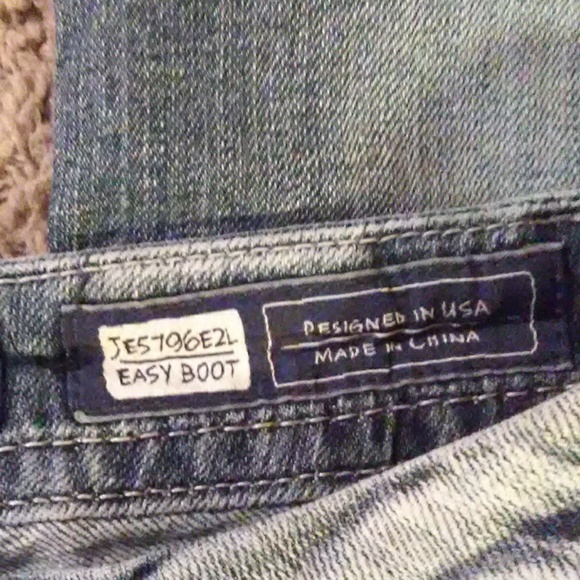 JE5796E2L
EASY BOOT
DESIGNED IN USA
MADE IN CHINA